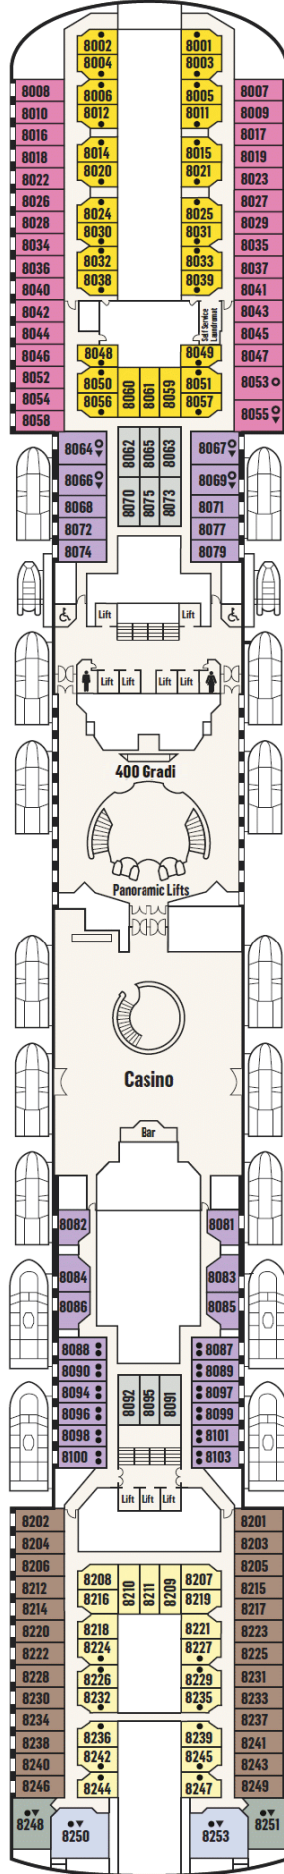 8002 8001
8004 8003
8008 8006 8005 8007
8010 8012 8011 8009
8016 8017
8018 8014 8015 8019
8022 8020 8021 8023
8026 8027
8028 8024 8025 8029
8034 8030 8031 8035
8036 8032 8033 8037
8040 8038 8039 8041
8042 8043
8044 Self Service Laundromat 8045
8046 8048 8049 8047
8052 8050 8060 8061 8059 8051 8053
8054 8056 8057 8055
8058
8064 8062 8065 8063 8067
8066 8069
8068 8070 8075 8073 8071
8072 8077
8074 8079
Lift Lift
Lift Lift Lift Lift
400 Gradi
Panoramic Lifts
Casino
Bar
8082 8081
8084 8083
8086 8085
8088 8087
8090 8089
8094 8092 8095 8091 8097
8096 8099
8098 8101
8100 8103
Lift Lift Lift
8202 8201
8204 8203
8206 8208 8207 8205
8212 8216 8210 8211 8209 8219 8215
8214 8217
8220 8218 8221 8223
8222 8224 8227 8225
8228 8226 8229 8231
8230 8232 8235 8233
8234 8237
8238 8236 8239 8241
8240 8242 8245 8243
8246 8244 8247 8249
8248 8251
8250 8253